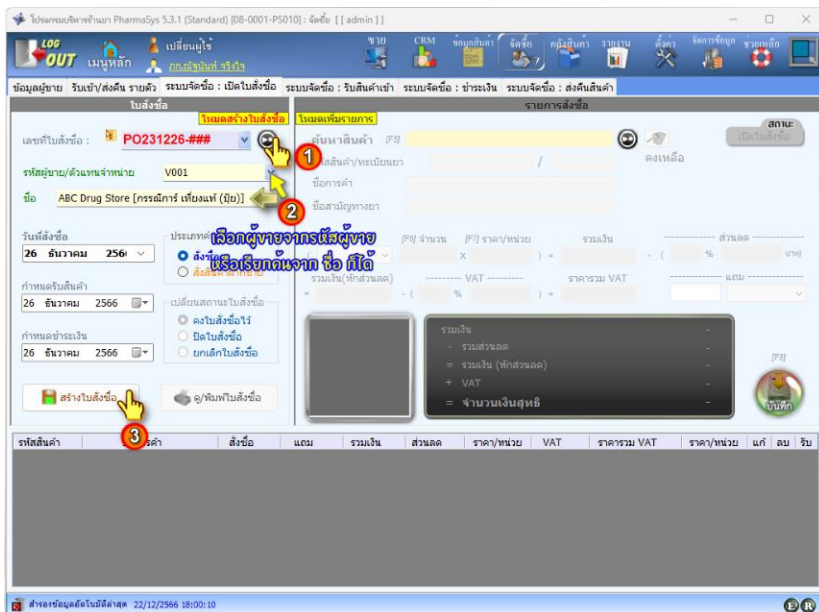 โปรแกรมบริหารร้านยา PharmaSys 5.3.1 (Standard) [08-0001-PS010] : จัดซื้อ [ [ admin ] ]
LOG OUT
เมนูหลัก
เปลี่ยนผู้ใช้
ขาย
CRM
ข้อมูลสินค้า
จัดซื้อ
คลังสินค้า
รายงาน
ตั้งค่า
จัดการข้อมูล
ช่วยเหลือ
ข้อมูลผู้ขาย รับเข้า/ส่งคืน รายตัว ระบบจัดซื้อ : เปิดใบสั่งซื้อ ระบบจัดซื้อ : รับสินค้าเข้า ระบบจัดซื้อ : ชำระเงิน ระบบจัดซื้อ : ส่งคืนสินค้า
ใบสั่งซื้อ
รายการสั่งซื้อ
โหมดสร้างใบสั่งซื้อ
โหมดเพิ่มรายการ
สถานะ
เปิดใบสั่งซื้อ
เลขที่ใบสั่งซื้อ : PO231226-###
1
ค้นหาสินค้า [F5]
คงเหลือ
รหัสสินค้า/ทะเบียนยา /
รหัสผู้ขาย/ตัวแทนจำหน่าย V001
ชื่อการค้า
ชื่อ ABC Drug Store [กรรณิการ์ เที่ยงแท้ (ปุ้ย)]
2
ชื่อสามัญทางยา
เลือกผู้ขายจากรหัสผู้ขาย
หรือเรียกค้นจาก ชื่อ ก็ได้
วันที่สั่งซื้อ
26 ธันวาคม 256
[F6] จำนวน [F7] ราคา/หน่วย รวมเงิน ส่วนลด
( x ) = - ( %
รวมเงิน(หักส่วนลด) VAT ราคารวม VAT แถม
= - ( % ) =
กำหนดรับสินค้า
26 ธันวาคม 2566
เปลี่ยนสถานะใบสั่งซื้อ
คงใบสั่งซื้อไว้
ปิดใบสั่งซื้อ
ยกเลิกใบสั่งซื้อ
กำหนดชำระเงิน
26 ธันวาคม 2566
รวมเงิน -
- รวมส่วนลด -
= รวมเงิน (หักส่วนลด) -
+ VAT -
= จำนวนเงินสุทธิ -
[F8]
บันทึก
สร้างใบสั่งซื้อ
ดู/พิมพ์ใบสั่งซื้อ
3
รหัสสินค้า สั่งซื้อ แถม รวมเงิน ส่วนลด ราคา/หน่วย VAT ราคารวม VAT ราคา/หน่วย แก้ ลบ รับ
สำรองข้อมูลอัตโนมัติล่าสุด 22/12/2566 18:00:10
E R